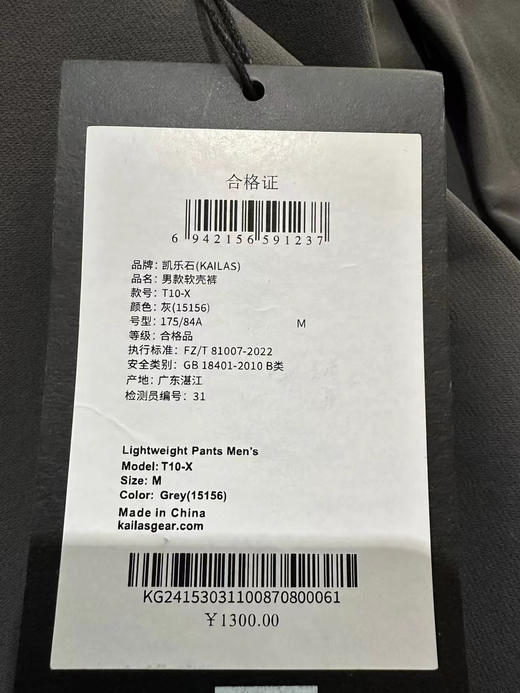 合格证
6 942156 591237
品牌: 凯乐石(KAILAS)
品名: 男款软壳裤
款号: T10-X
颜色: 灰(15156)
号型: 175/84A M
等级: 合格品
执行标准: FZ/T 81007-2022
安全类别: GB 18401-2010 B类
产地: 广东湛江
检测员编号: 31
Lightweight Pants Men's
Model: T10-X
Size: M
Color: Grey(15156)
Made in China
kailasgear.com
KG24153031100870800061
￥1300.00